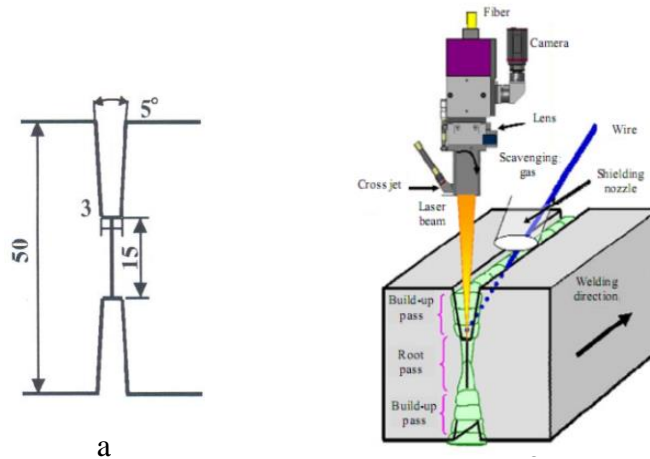 5°
50
3
15
a
Fiber
Camera
Lens
Wire
Scavenging
gas
Shielding
nozzle
Cross jet
Laser
beam
Build-up
pass
Welding
direction
Root
pass
Build-up
pass